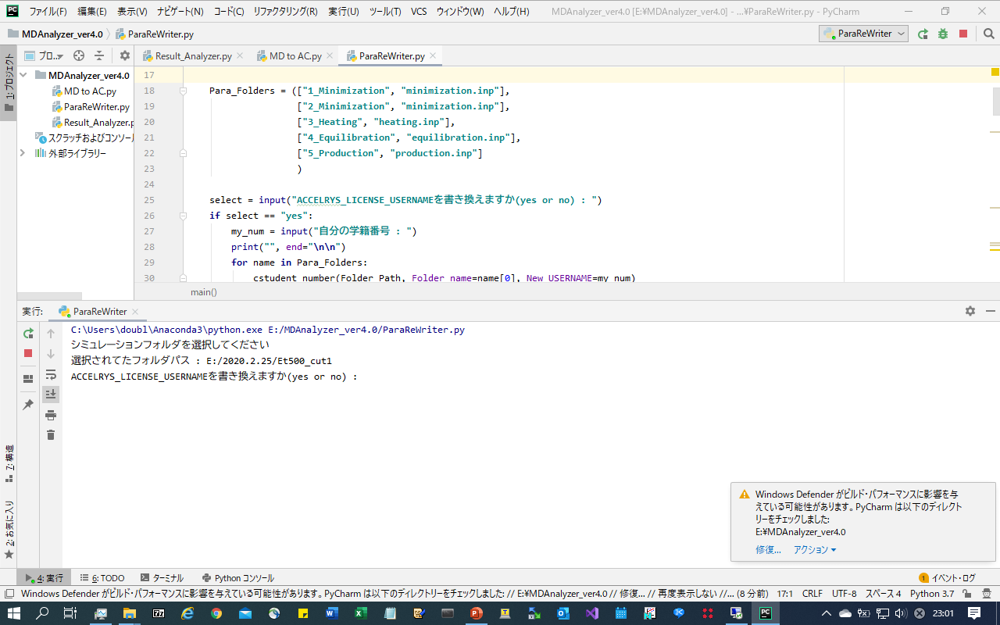 ファイル(F) 編集(E) 表示(V) ナビゲート(N) コード(C) リファクタリング(R) 実行(U) ツール(T) VCS ウィンドウ(W) ヘルプ(H) MDAnalyzer_ver4.0 [E:¥MDAnalyzer_ver4.0] - ...¥ParaReWriter.py - PyCharm
MDAnalyzer_ver4.0 ParaReWriter.py ParaReWriter
プロ... Result_Analyzer.py MD to AC.py ParaReWriter.py
1: プロジェクト
MDAnalyzer_ver4.0
MD to AC.py
ParaReWriter.py
Result_Analyzer.p
スクラッチおよびコンソール
外部ライブラリー
17
18 Para_Folders = (["1_Minimization", "minimization.inp"],
19 ["2_Minimization", "minimization.inp"],
20 ["3_Heating", "heating.inp"],
21 ["4_Equilibration", "equilibration.inp"],
22 ["5_Production", "production.inp"]
23 )
24
25 select = input("ACCELRYS_LICENSE_USERNAMEを書き換えますか(yes or no) : ")
26 if select == "yes":
27 my_num = input("自分の学籍番号 : ")
28 print("", end="\n\n")
29 for name in Para_Folders:
30 cstudent_number(Folder_Path, Folder_name=name[0], New_USERNAME=my_num)
main()
実行: ParaReWriter
C:\Users\doubl\Anaconda3\python.exe E:/MDAnalyzer_ver4.0/ParaReWriter.py
シミュレーションフォルダを選択してください
選択されてたフォルダパス : E:/2020.2.25/Et500_cut1
ACCELRYS_LICENSE_USERNAMEを書き換えますか(yes or no) :
7: 構造
2: お気に入り
Windows Defender がビルド・パフォーマンスに影響を与
えている可能性があります。PyCharm は以下のディレクト
リーをチェックしました:
E:¥MDAnalyzer_ver4.0
修復... アクション
4: 実行 6: TODO ターミナル Python コンソール 1 イベント・ログ
Windows Defender がビルド・パフォーマンスに影響を与えている可能性があります。PyCharm は以下のディレクトリーをチェックしました: // E:¥MDAnalyzer_ver4.0 // 修復... // 再度表示しない //... (8 分前) 17:1 CRLF UTF-8 スペース 4 Python 3.7
23:01